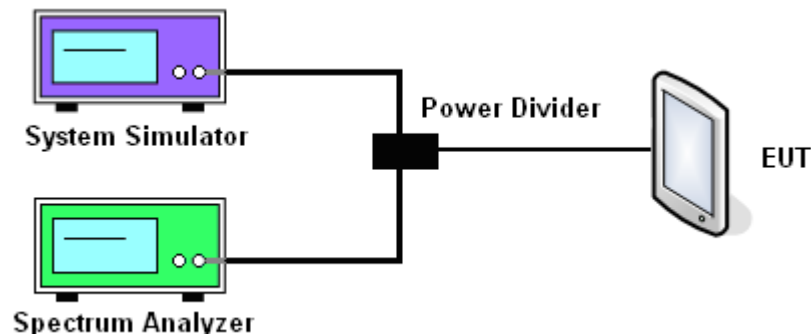 System Simulator
Power Divider
EUT
Spectrum Analyzer